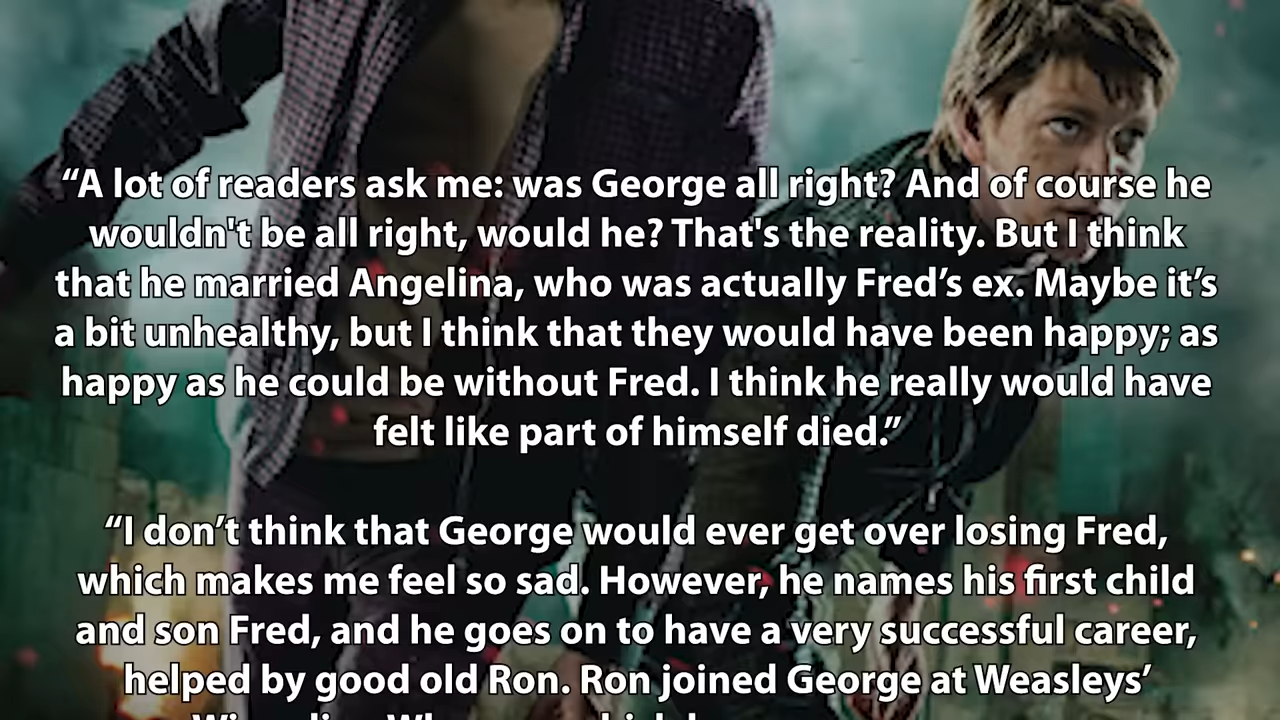 “A lot of readers ask me: was George all right? And of course he
wouldn't be all right, would he? That's the reality. But I think
that he married Angelina, who was actually Fred’s ex. Maybe it’s
a bit unhealthy, but I think that they would have been happy; as
happy as he could be without Fred. I think he really would have
felt like part of himself died.”
“I don’t think that George would ever get over losing Fred,
which makes me feel so sad. However, he names his first child
and son Fred, and he goes on to have a very successful career,
helped by good old Ron. Ron joined George at Weasleys’